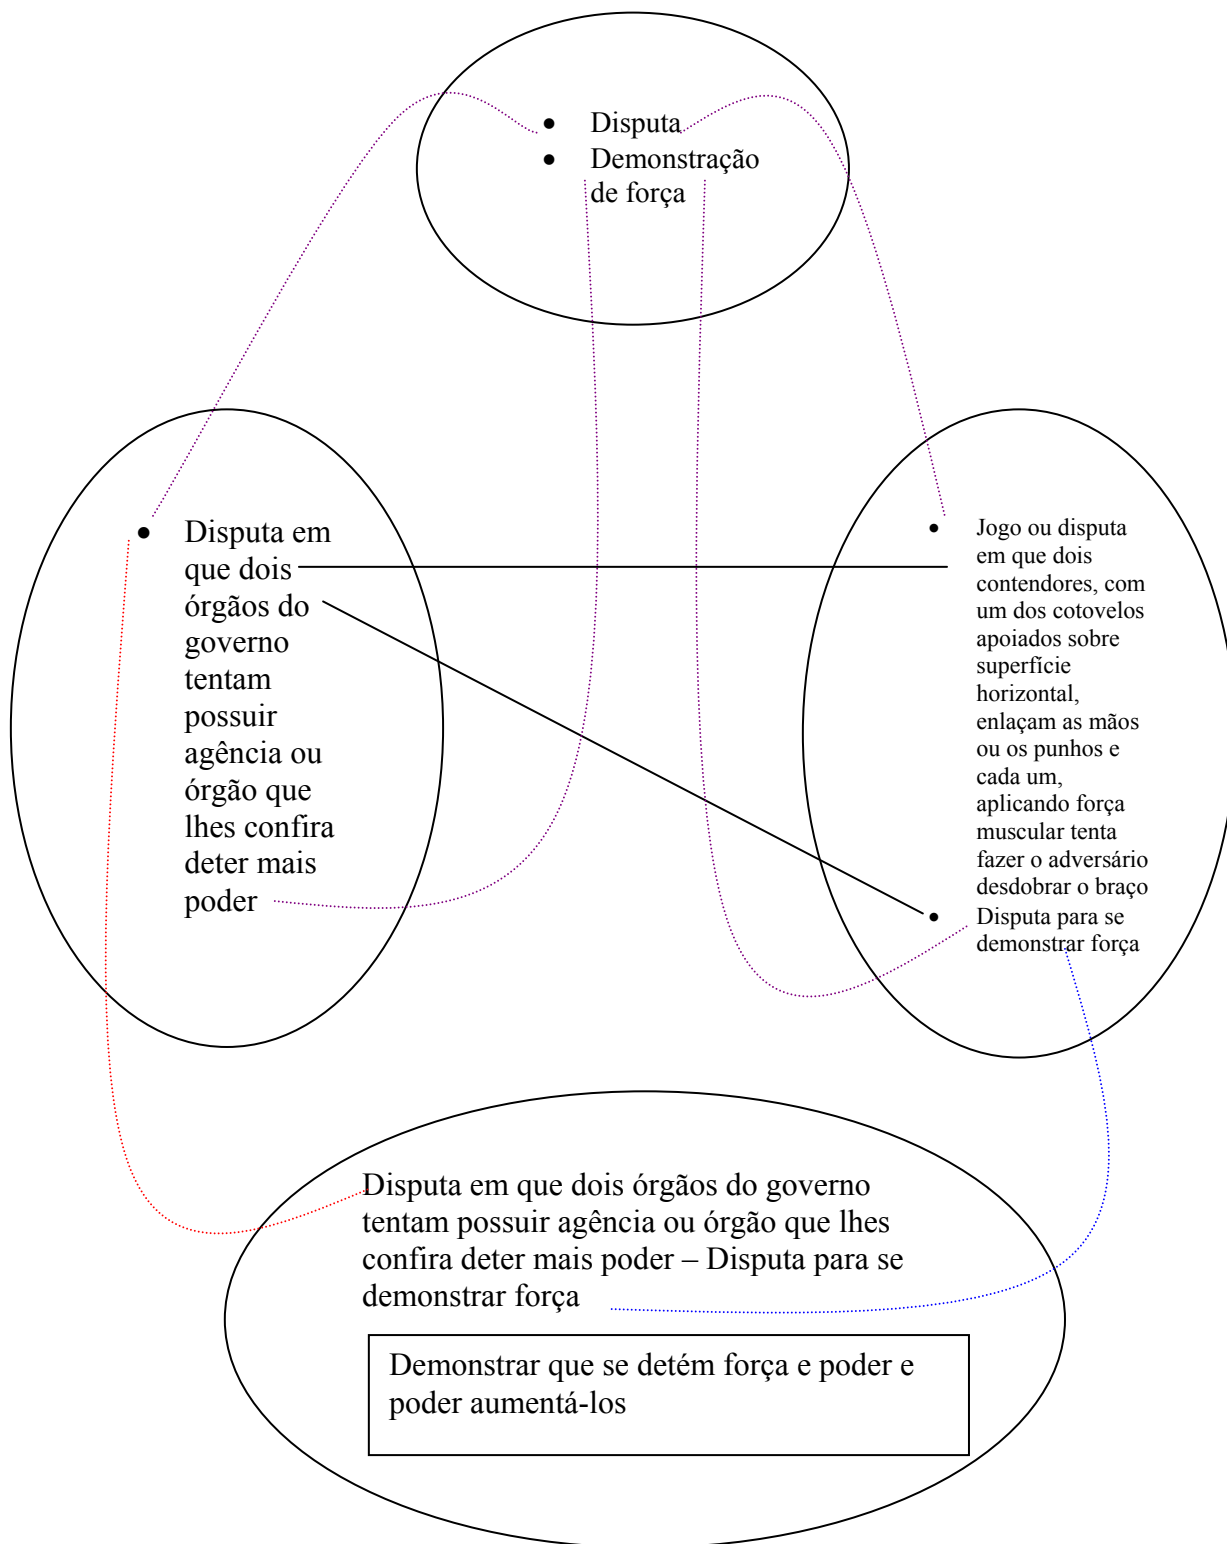 • Disputa
• Demonstração
de força
• Disputa em
que dois
órgãos do
governo
tentam
possuir
agência ou
órgão que
lhes confira
deter mais
poder
• Jogo ou disputa
em que dois
contendores, com
um dos cotovelos
apoiados sobre
superfície
horizontal,
enlaçam as mãos
ou os punhos e
cada um,
aplicando força
muscular tenta
fazer o adversário
desdobrar o braço
• Disputa para se
demonstrar força
Disputa em que dois órgãos do governo
tentam possuir agência ou órgão que lhes
confira deter mais poder – Disputa para se
demonstrar força
Demonstrar que se detém força e poder e
poder aumentá-los